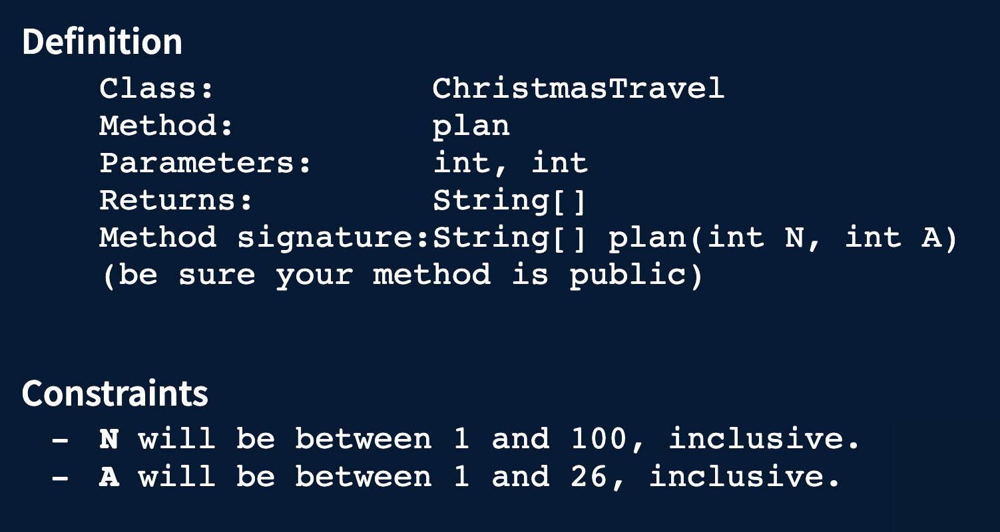 Definition
Class: ChristmasTravel
Method: plan
Parameters: int, int
Returns: String[]
Method signature:String[] plan(int N, int A)
(be sure your method is public)
Constraints
- N will be between 1 and 100, inclusive.
- A will be between 1 and 26, inclusive.